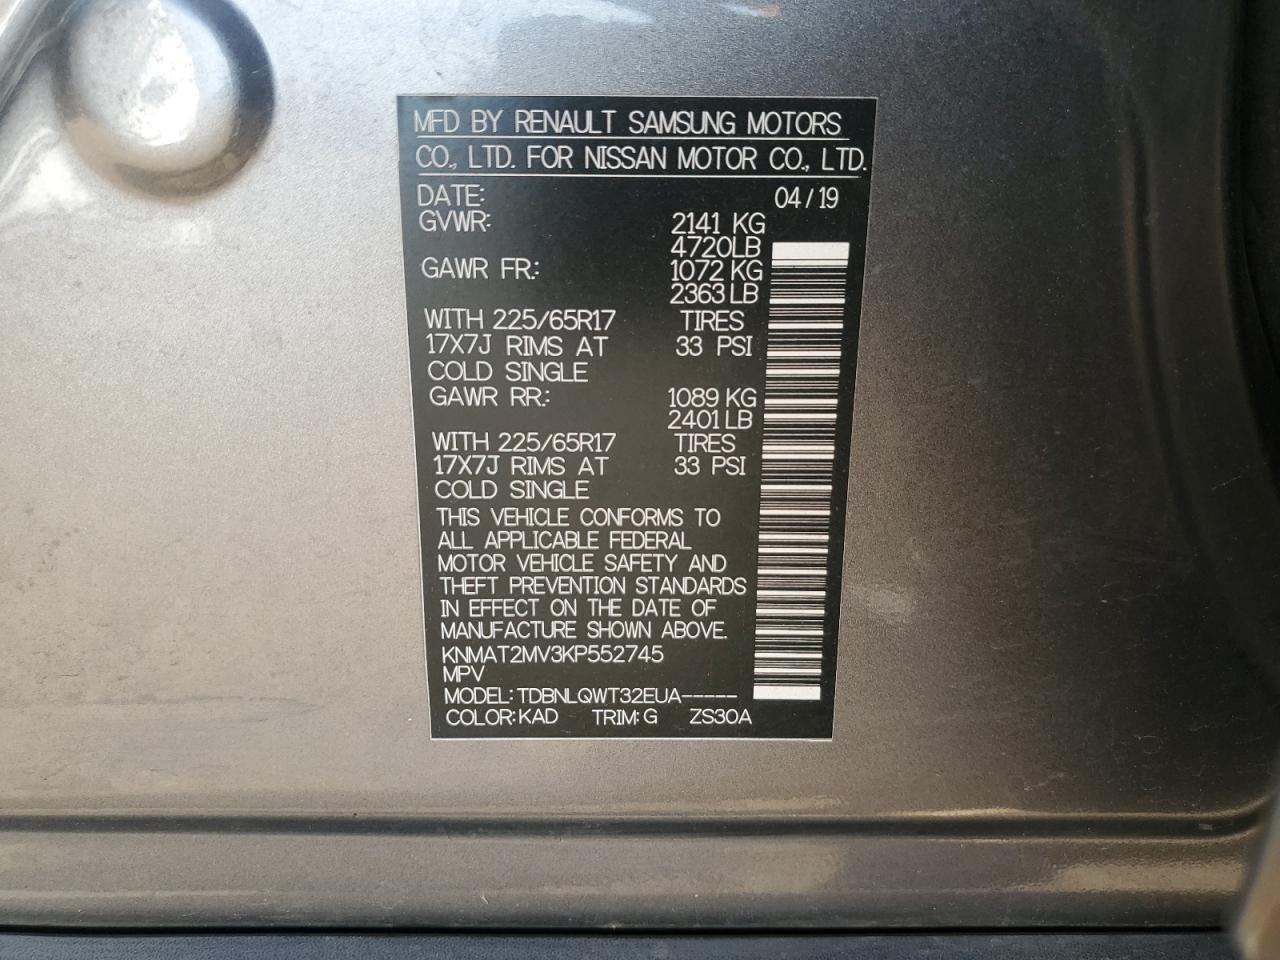 MFD BY RENAULT SAMSUNG MOTORS
CO., LTD. FOR NISSAN MOTOR CO., LTD.
DATE: 04/19
GVWR: 2141 KG
4720LB
GAWR FR.: 1072 KG
2363 LB
WITH 225/65R17 TIRES
17X7J RIMS AT 33 PSI
COLD SINGLE
GAWR RR.: 1089 KG
2401 LB
WITH 225/65R17 TIRES
17X7J RIMS AT 33 PSI
COLD SINGLE
THIS VEHICLE CONFORMS TO
ALL APPLICABLE FEDERAL
MOTOR VEHICLE SAFETY AND
THEFT PREVENTION STANDARDS
IN EFFECT ON THE DATE OF
MANUFACTURE SHOWN ABOVE.
KNMAT2MV3KP552745
MPV
MODEL: TDBNLQWT32EUA-----
COLOR: KAD TRIM: G ZS30A